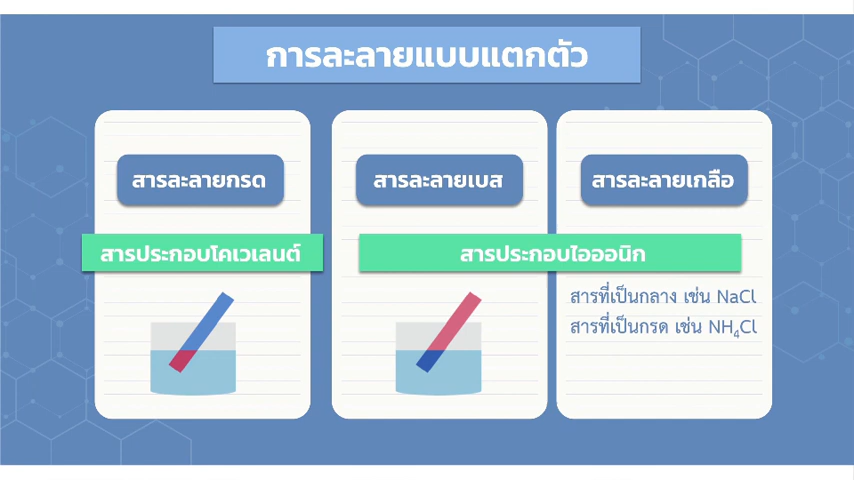 การละลายแบบแตกตัว
สารละลายกรด
สารประกอบโคเวเลนต์
สารละลายเบส
สารละลายเกลือ
สารประกอบไอออนิก
สารที่เป็นกลาง เช่น NaCl
สารที่เป็นกรด เช่น NH₄Cl